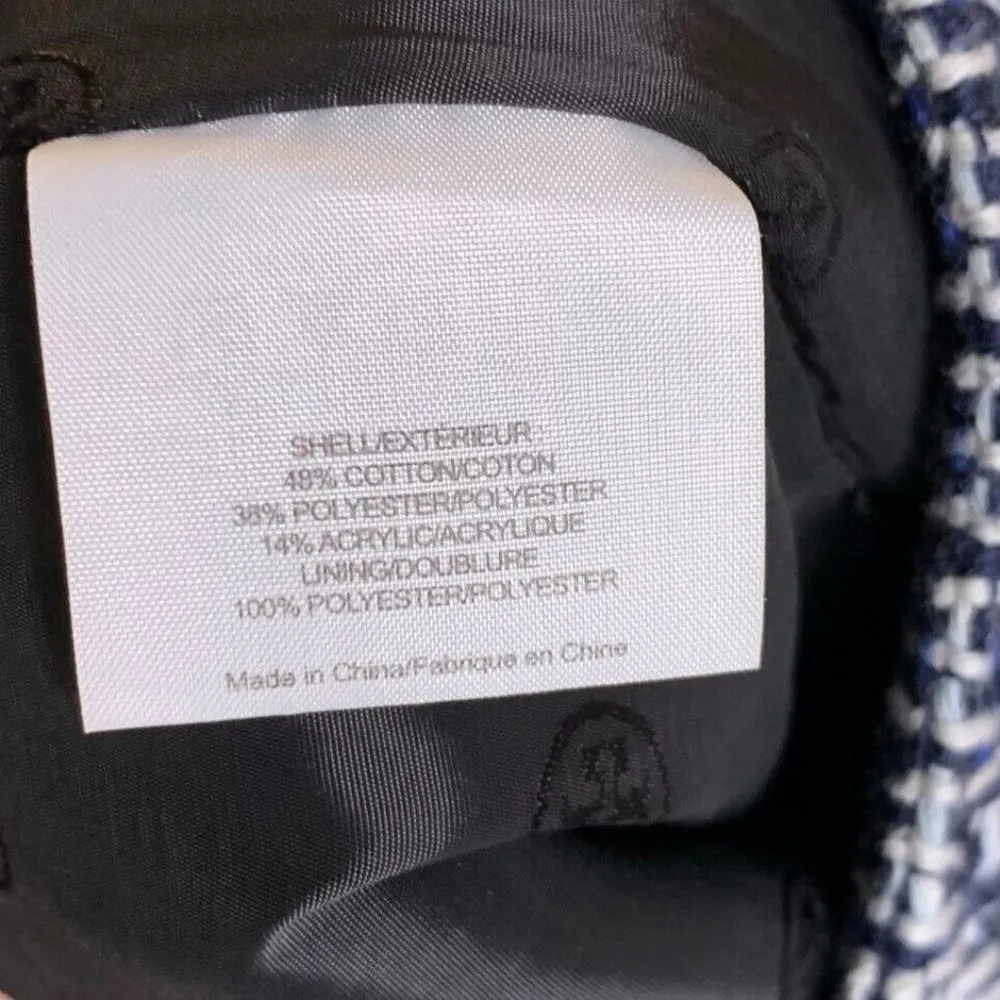 SHELL/EXTERIEUR
48% COTTON/COTON
38% POLYESTER/POLYESTER
14% ACRYLIC/ACRYLIQUE
LINING/DOUBLURE
100% POLYESTER/POLYESTER
Made in China/Fabrique en Chine